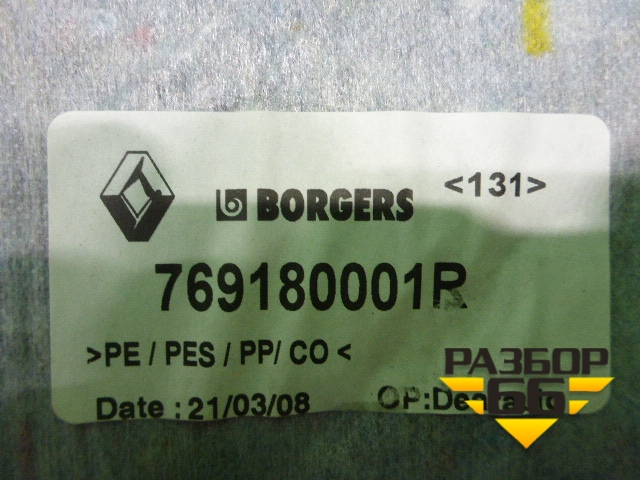 BORGERS <131>
769180001R
>PE / PES / PP/ CO <
Date : 21/03/08 OP:
РАЗБОР
66